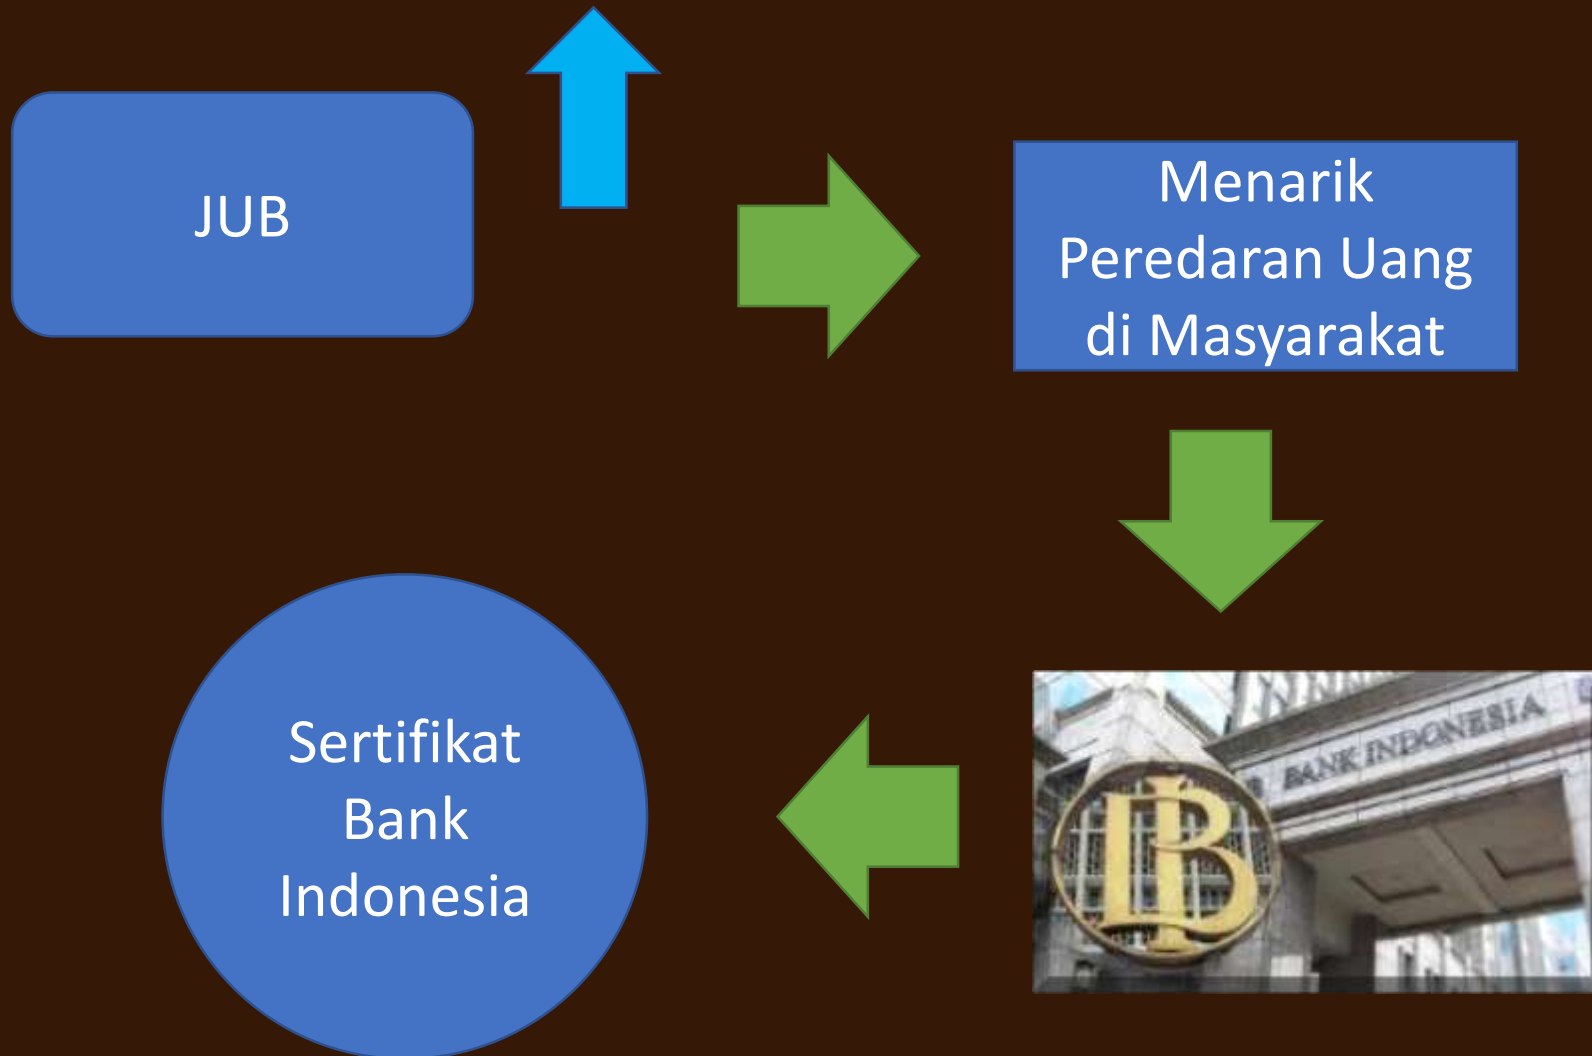 JUB
Menarik
Peredaran Uang
di Masyarakat
BANK INDONESIA
Sertifikat
Bank
Indonesia